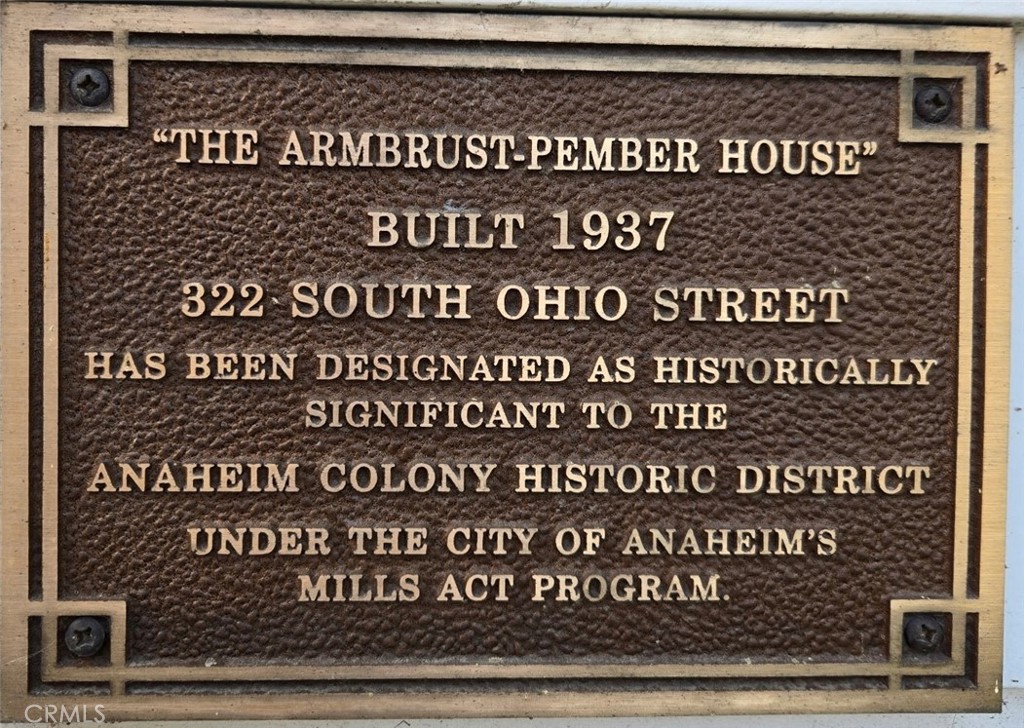 “THE ARMBRUST-PEMBER HOUSE”
BUILT 1937
322 SOUTH OHIO STREET
HAS BEEN DESIGNATED AS HISTORICALLY
SIGNIFICANT TO THE
ANAHEIM COLONY HISTORIC DISTRICT
UNDER THE CITY OF ANAHEIM’S
MILLS ACT PROGRAM.
CRMLS